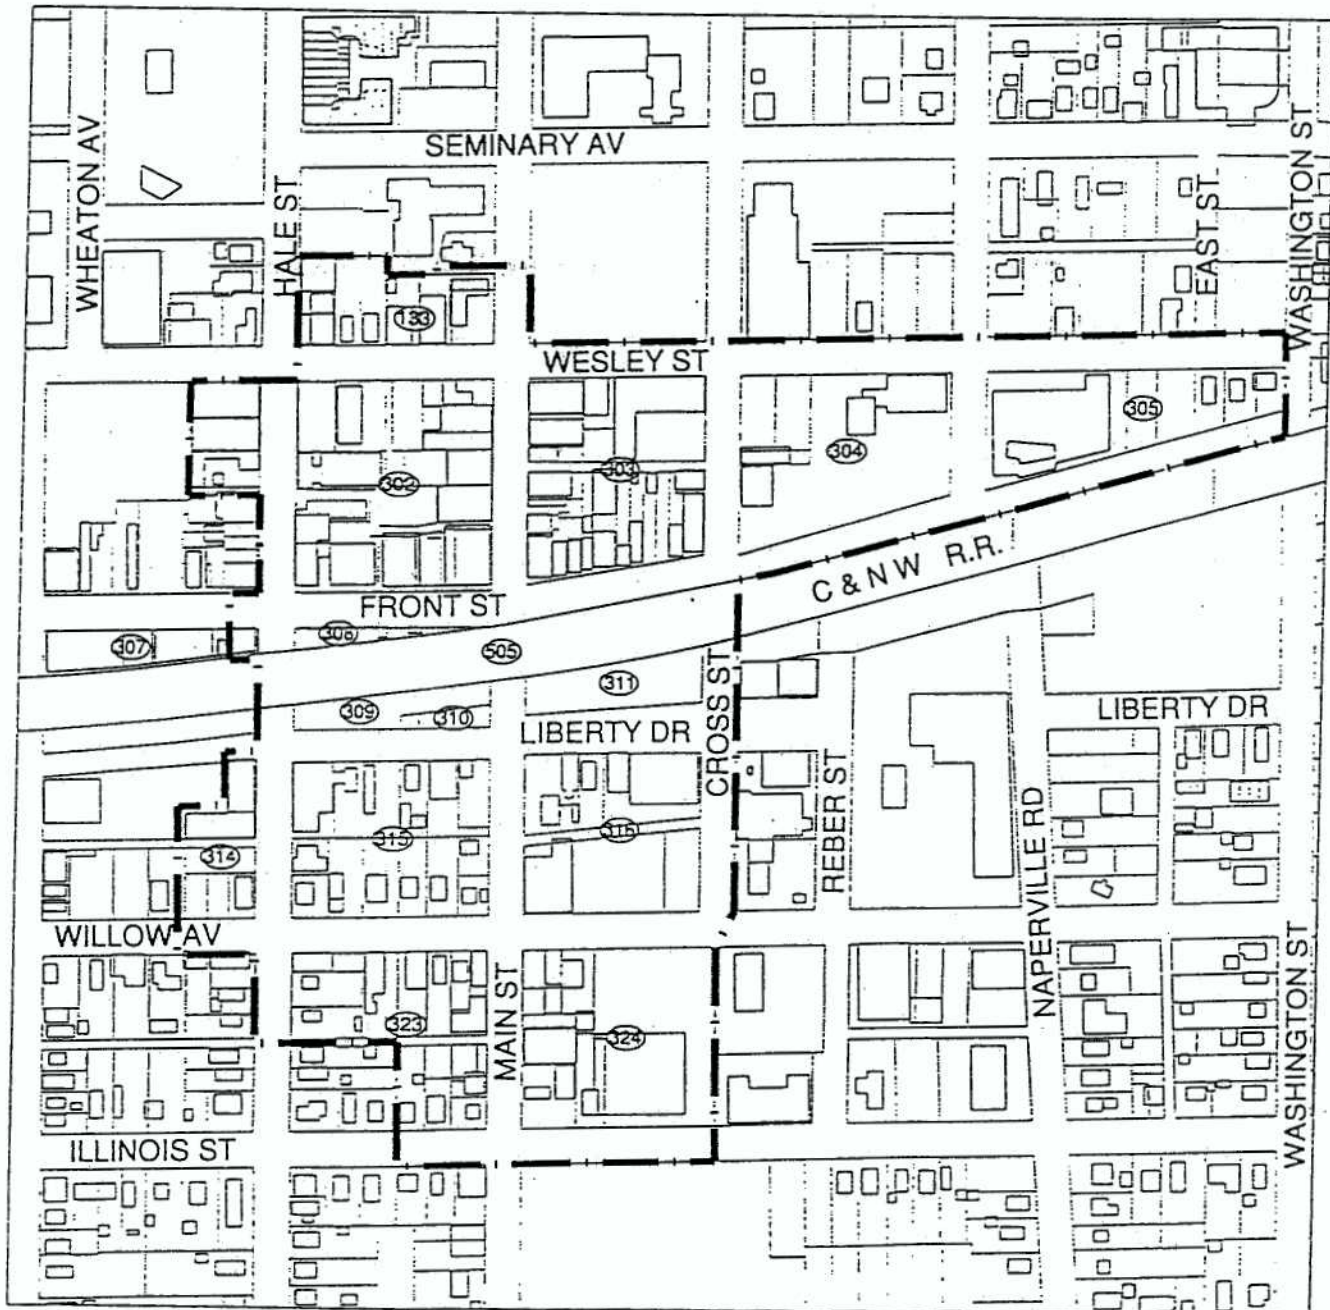 SEMINARY AV
WHEATON AV
HALE ST
EAST ST
WASHINGTON ST
133
WESLEY ST
305
304
303
302
C & N W R.R.
FRONT ST
308
307
505
311
309
310
CROSS ST
LIBERTY DR
LIBERTY DR
REBER ST
316
315
314
NAPERVILLE RD
WILLOW AV
MAIN ST
323
324
WASHINGTON ST
ILLINOIS ST